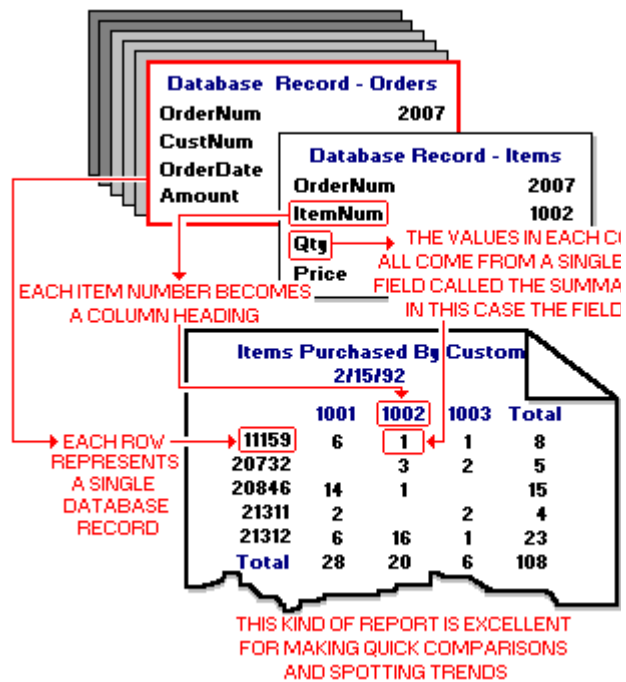 Database Record - Orders
OrderNum 2007
CustNum
OrderDate
Amount
Database Record - Items
OrderNum 2007
ItemNum 1002
Qty
Price
THE VALUES IN EACH CO
ALL COME FROM A SINGLE
FIELD CALLED THE SUMMA
IN THIS CASE THE FIELD
EACH ITEM NUMBER BECOMES
A COLUMN HEADING
Items Purchased By Custom
2/15/92
1001 1002 1003 Total
11159 6 1 1 8
20732 3 2 5
20846 14 1 15
21311 2 2 4
21312 6 16 1 23
Total 28 20 6 108
EACH ROW
REPRESENTS
A SINGLE
DATABASE
RECORD
THIS KIND OF REPORT IS EXCELLENT
FOR MAKING QUICK COMPARISONS
AND SPOTTING TRENDS